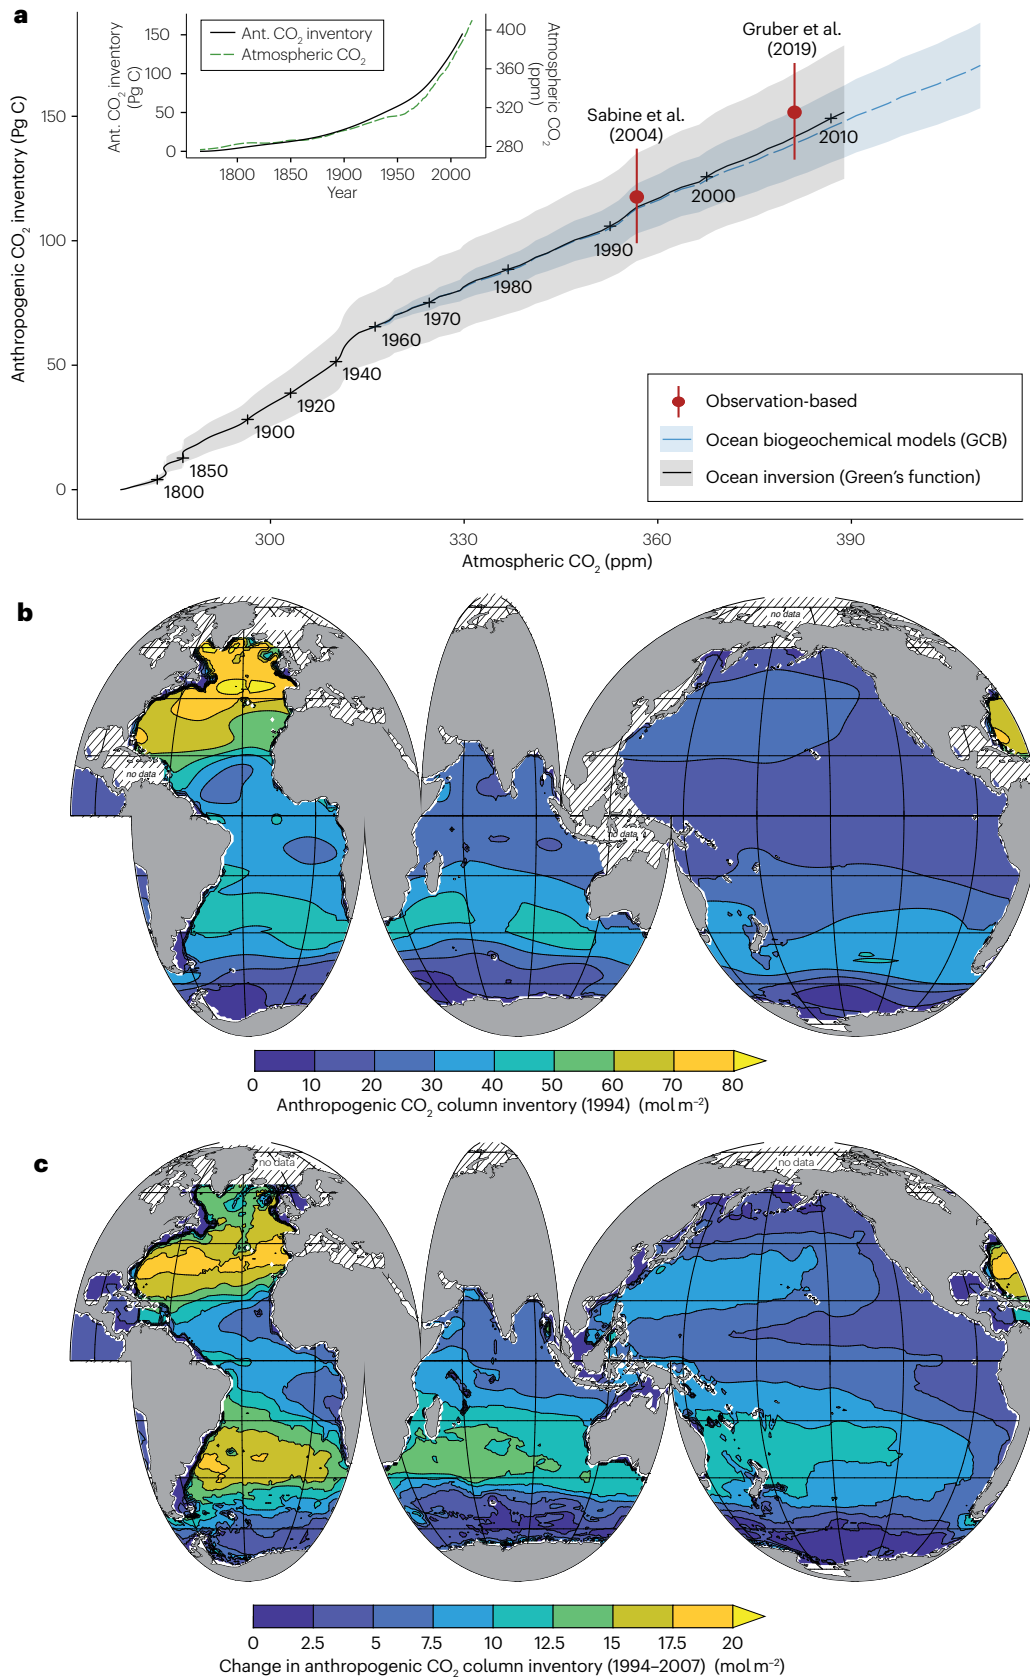 a
Ant. CO2 inventory
Atmospheric CO2
Ant. CO2 inventory
(Pg C)
150
100
50
0
400
360
320
280
Atmospheric CO2
(ppm)
1800
1850
1900
1950
2000
Year
Gruber et al.
(2019)
Sabine et al.
(2004)
Anthropogenic CO2 inventory (Pg C)
150
100
50
0
1800
1850
1900
1920
1940
1960
1970
1980
1990
2000
2010
Observation-based
Ocean biogeochemical models (GCB)
Ocean inversion (Green's function)
300
330
360
390
Atmospheric CO2 (ppm)
b
no data
no data
no data
0 10 20 30 40 50 60 70 80
Anthropogenic CO2 column inventory (1994) (mol m−2)
c
no data
no data
0 2.5 5 7.5 10 12.5 15 17.5 20
Change in anthropogenic CO2 column inventory (1994–2007) (mol m−2)